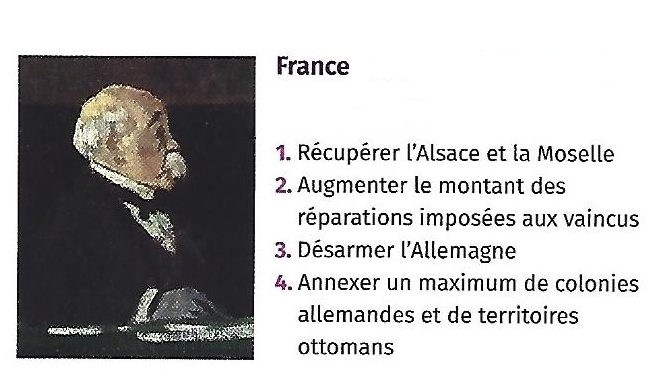 France
1. Récupérer l'Alsace et la Moselle
2. Augmenter le montant des
réparations imposées aux vaincus
3. Désarmer l'Allemagne
4. Annexer un maximum de colonies
allemandes et de territoires
ottomans